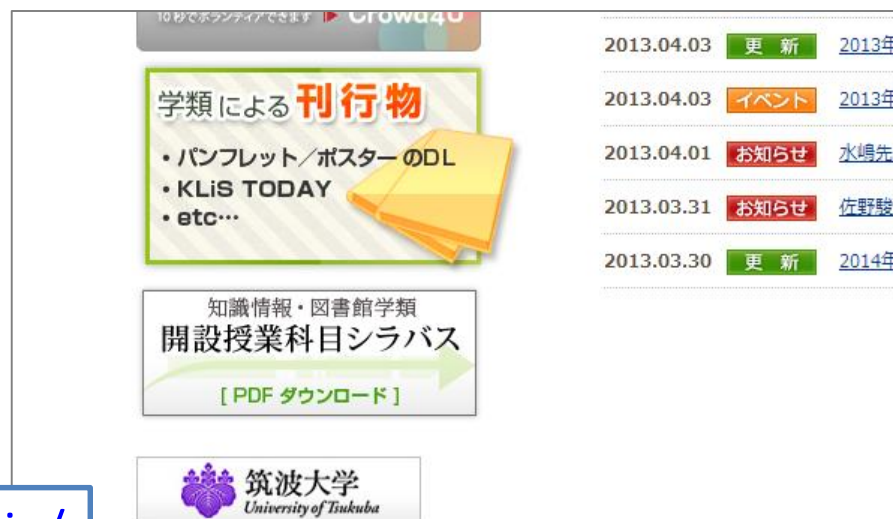 10秒でボランティアできます ▶ Crowd4U
学類による刊行物
・パンフレット／ポスターのDL
・KLiS TODAY
・etc…
知識情報・図書館学類
開設授業科目シラバス
[ PDF ダウンロード ]
筑波大学
University of Tsukuba
2013.04.03 更 新 2013年
2013.04.03 イベント 2013年
2013.04.01 お知らせ 水嶋先
2013.03.31 お知らせ 佐野駿
2013.03.30 更 新 2014年